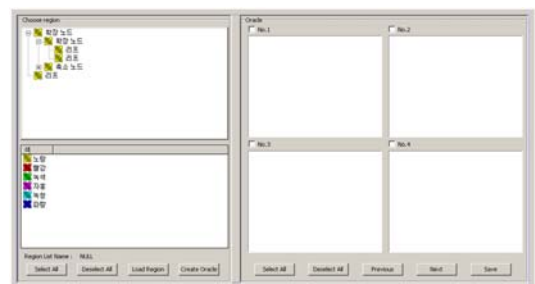 Choose region
확장 노드
확장 노드
리프
리프
축소 노드
리프
색
노랑
빨강
녹색
자홍
녹청
파랑
Region List Name : NULL
Select All
Deselect All
Load Region
Create Oracle
Oracle
No.1
No.2
No.3
No.4
Select All
Deselect All
Previous
Next
Save